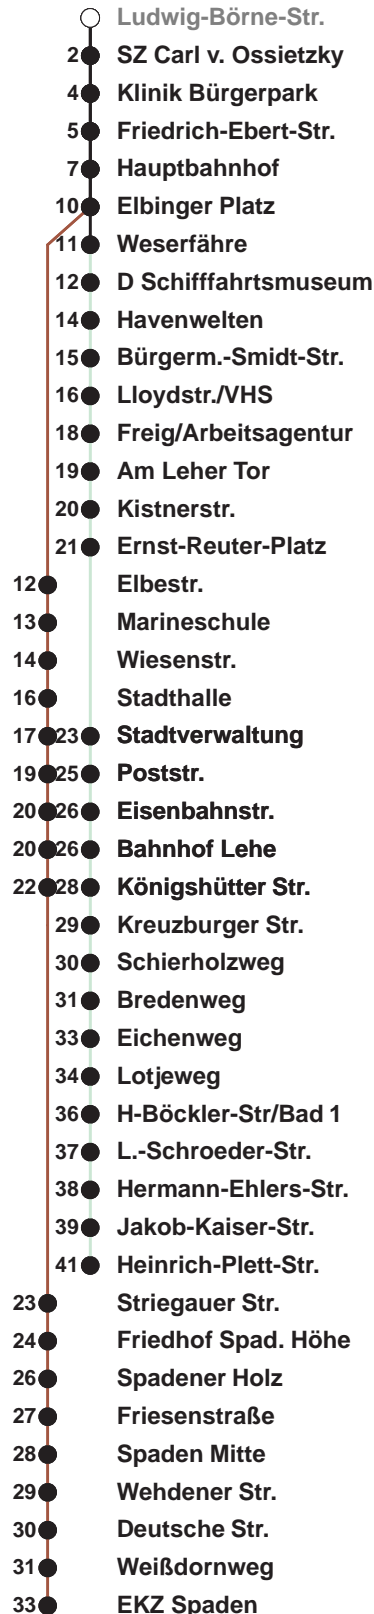 Ludwig-Börne-Str.
2 SZ Carl v. Ossietzky
4 Klinik Bürgerpark
5 Friedrich-Ebert-Str.
7 Hauptbahnhof
10 Elbinger Platz
11 Weserfähre
12 D Schifffahrtsmuseum
14 Havenwelten
15 Bürgerm.-Smidt-Str.
16 Lloydstr./VHS
18 Freig/Arbeitsagentur
19 Am Leher Tor
20 Kistnerstr.
21 Ernst-Reuter-Platz
12 Elbestr.
13 Marineschule
14 Wiesenstr.
16 Stadthalle
17 23 Stadtverwaltung
19 25 Poststr.
20 26 Eisenbahnstr.
20 26 Bahnhof Lehe
22 28 Königshütter Str.
29 Kreuzburger Str.
30 Schierholzweg
31 Bredenweg
33 Eichenweg
34 Lotjeweg
36 H-Böckler-Str/Bad 1
37 L.-Schroeder-Str.
38 Hermann-Ehlers-Str.
39 Jakob-Kaiser-Str.
41 Heinrich-Plett-Str.
23 Striegauer Str.
24 Friedhof Spad. Höhe
26 Spadener Holz
27 Friesenstraße
28 Spaden Mitte
29 Wehdener Str.
30 Deutsche Str.
31 Weißdornweg
33 EKZ Spaden